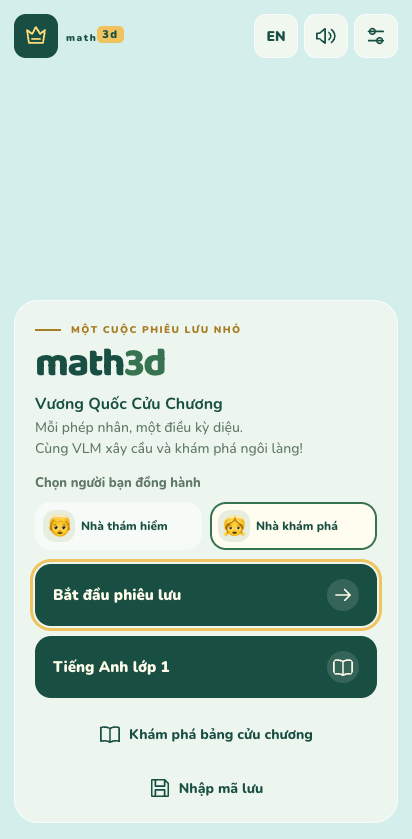 math3d
EN
MỘT CUỘC PHIÊU LƯU NHỎ
math3d
Vương Quốc Cửu Chương
Mỗi phép nhân, một điều kỳ diệu.
Cùng VLM xây cầu và khám phá ngôi làng!
Chọn người bạn đồng hành
Nhà thám hiểm
Nhà khám phá
Bắt đầu phiêu lưu
Tiếng Anh lớp 1
Khám phá bảng cửu chương
Nhập mã lưu